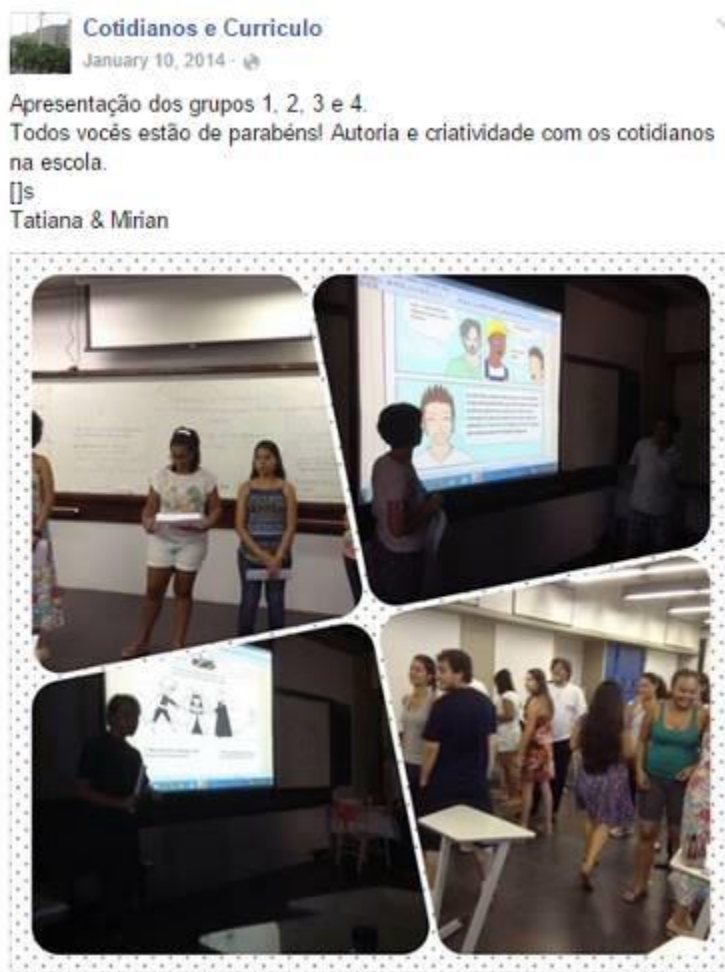 Cotidianos e Curriculo
January 10, 2014 ·
Apresentação dos grupos 1, 2, 3 e 4.
Todos vocês estão de parabéns! Autoria e criatividade com os cotidianos
na escola.
[]s
Tatiana & Mirian